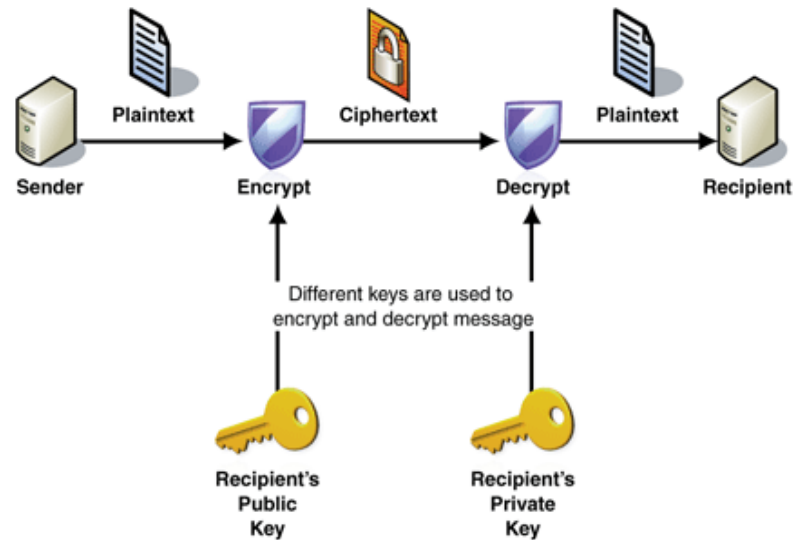 Plaintext
Ciphertext
Plaintext
Sender
Encrypt
Decrypt
Recipient
Different keys are used to
encrypt and decrypt message
Recipient's
Public
Key
Recipient's
Private
Key